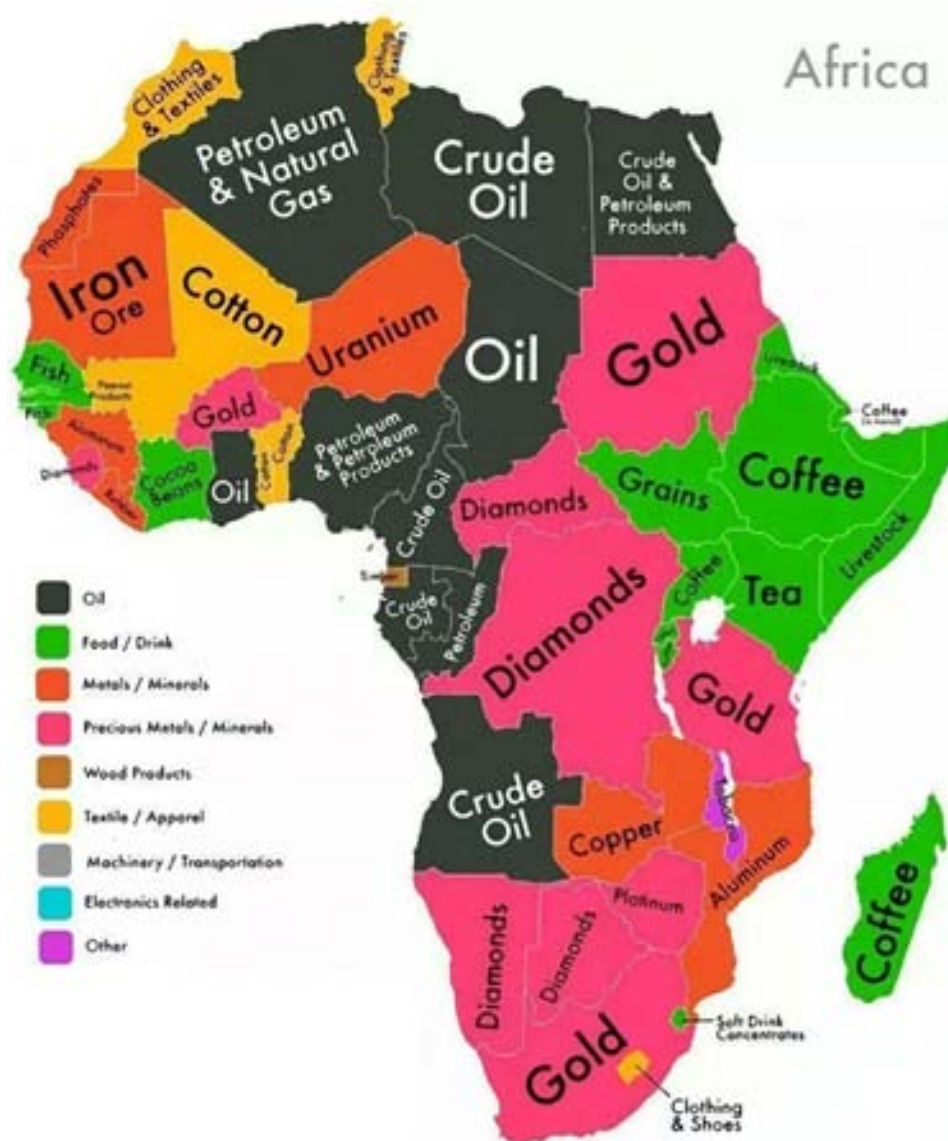 Africa
Clothing
& Textiles
Clothing
& Textiles
Petroleum
& Natural
Gas
Crude
Oil
Crude
Oil &
Petroleum
Products
Phosphates
Iron
Ore
Cotton
Uranium
Oil
Gold
Fish
Peanut
Products
Fish
Aluminum
Diamonds
Rubber
Cocoa
Beans
Gold
Oil
Cotton
Cotton
Petroleum
& Petroleum
Products
Crude Oil
Diamonds
Grains
Livestock
Coffee
Coffee
Livestock
Timber
Crude
Oil
Petroleum
Diamonds
Coffee
Tea
Gold
Crude
Oil
Copper
Tobacco
Aluminum
Diamonds
Diamonds
Platinum
Gold
Soft Drink
Concentrates
Clothing
& Shoes
Coffee
Oil
Food / Drink
Metals / Minerals
Precious Metals / Minerals
Wood Products
Textile / Apparel
Machinery / Transportation
Electronics Related
Other